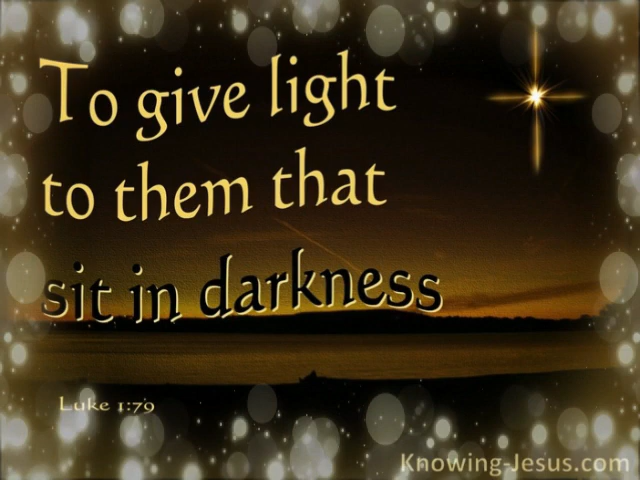 To give light
to them that
sit in darkness
Luke 1:79
Knowing-Jesus.com